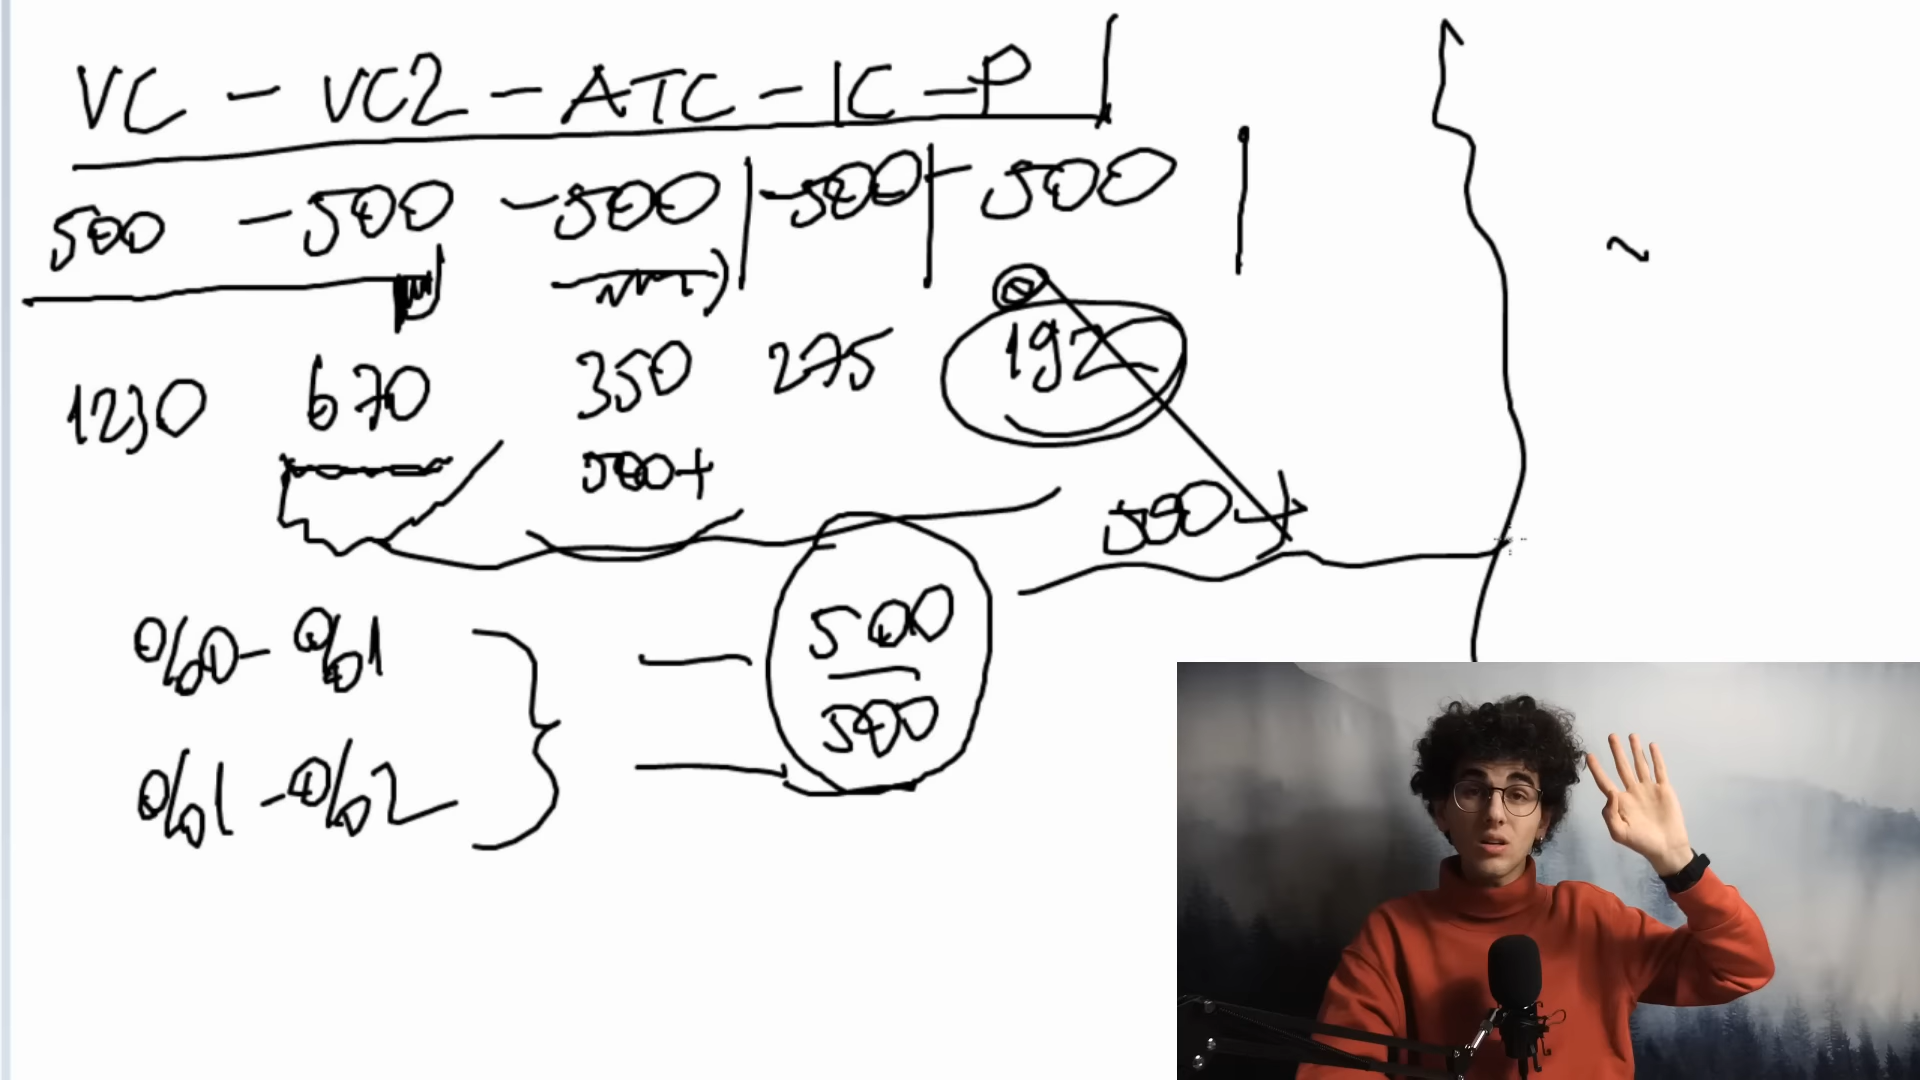 VC - VC2 - ATC - IC - P
500 - 500 - 500 - 500 - 500
1230 670 350 275 192
500+
500+
%0 - %1
500
500
%1 - %2